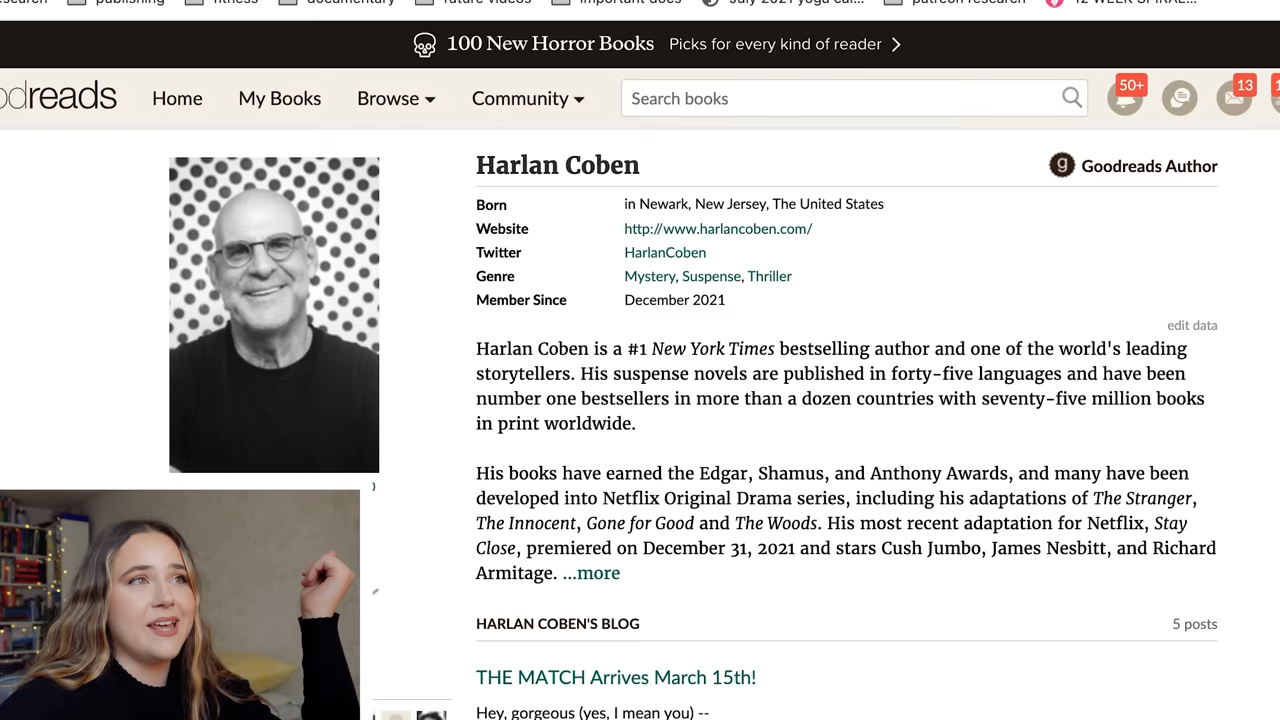 publishing
fitness
documentary
future videos
important docs
July 2021 yoga cal...
patreon research
12 WEEK SPIRAL...
100 New Horror Books Picks for every kind of reader
odreads Home My Books Browse Community Search books 50+ 13
Harlan Coben
g Goodreads Author
Born in Newark, New Jersey, The United States
Website http://www.harlancoben.com/
Twitter HarlanCoben
Genre Mystery, Suspense, Thriller
Member Since December 2021
edit data
Harlan Coben is a #1 New York Times bestselling author and one of the world's leading
storytellers. His suspense novels are published in forty-five languages and have been
number one bestsellers in more than a dozen countries with seventy-five million books
in print worldwide.
His books have earned the Edgar, Shamus, and Anthony Awards, and many have been
developed into Netflix Original Drama series, including his adaptations of The Stranger,
The Innocent, Gone for Good and The Woods. His most recent adaptation for Netflix, Stay
Close, premiered on December 31, 2021 and stars Cush Jumbo, James Nesbitt, and Richard
Armitage. ...more
HARLAN COBEN'S BLOG 5 posts
THE MATCH Arrives March 15th!
Hey, gorgeous (yes, I mean you) --